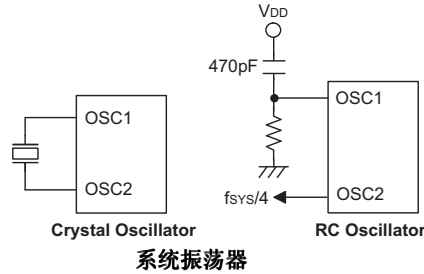 VDD
470pF
OSC1
OSC2
Crystal Oscillator
OSC1
fSYS/4
OSC2
RC Oscillator
系统振荡器